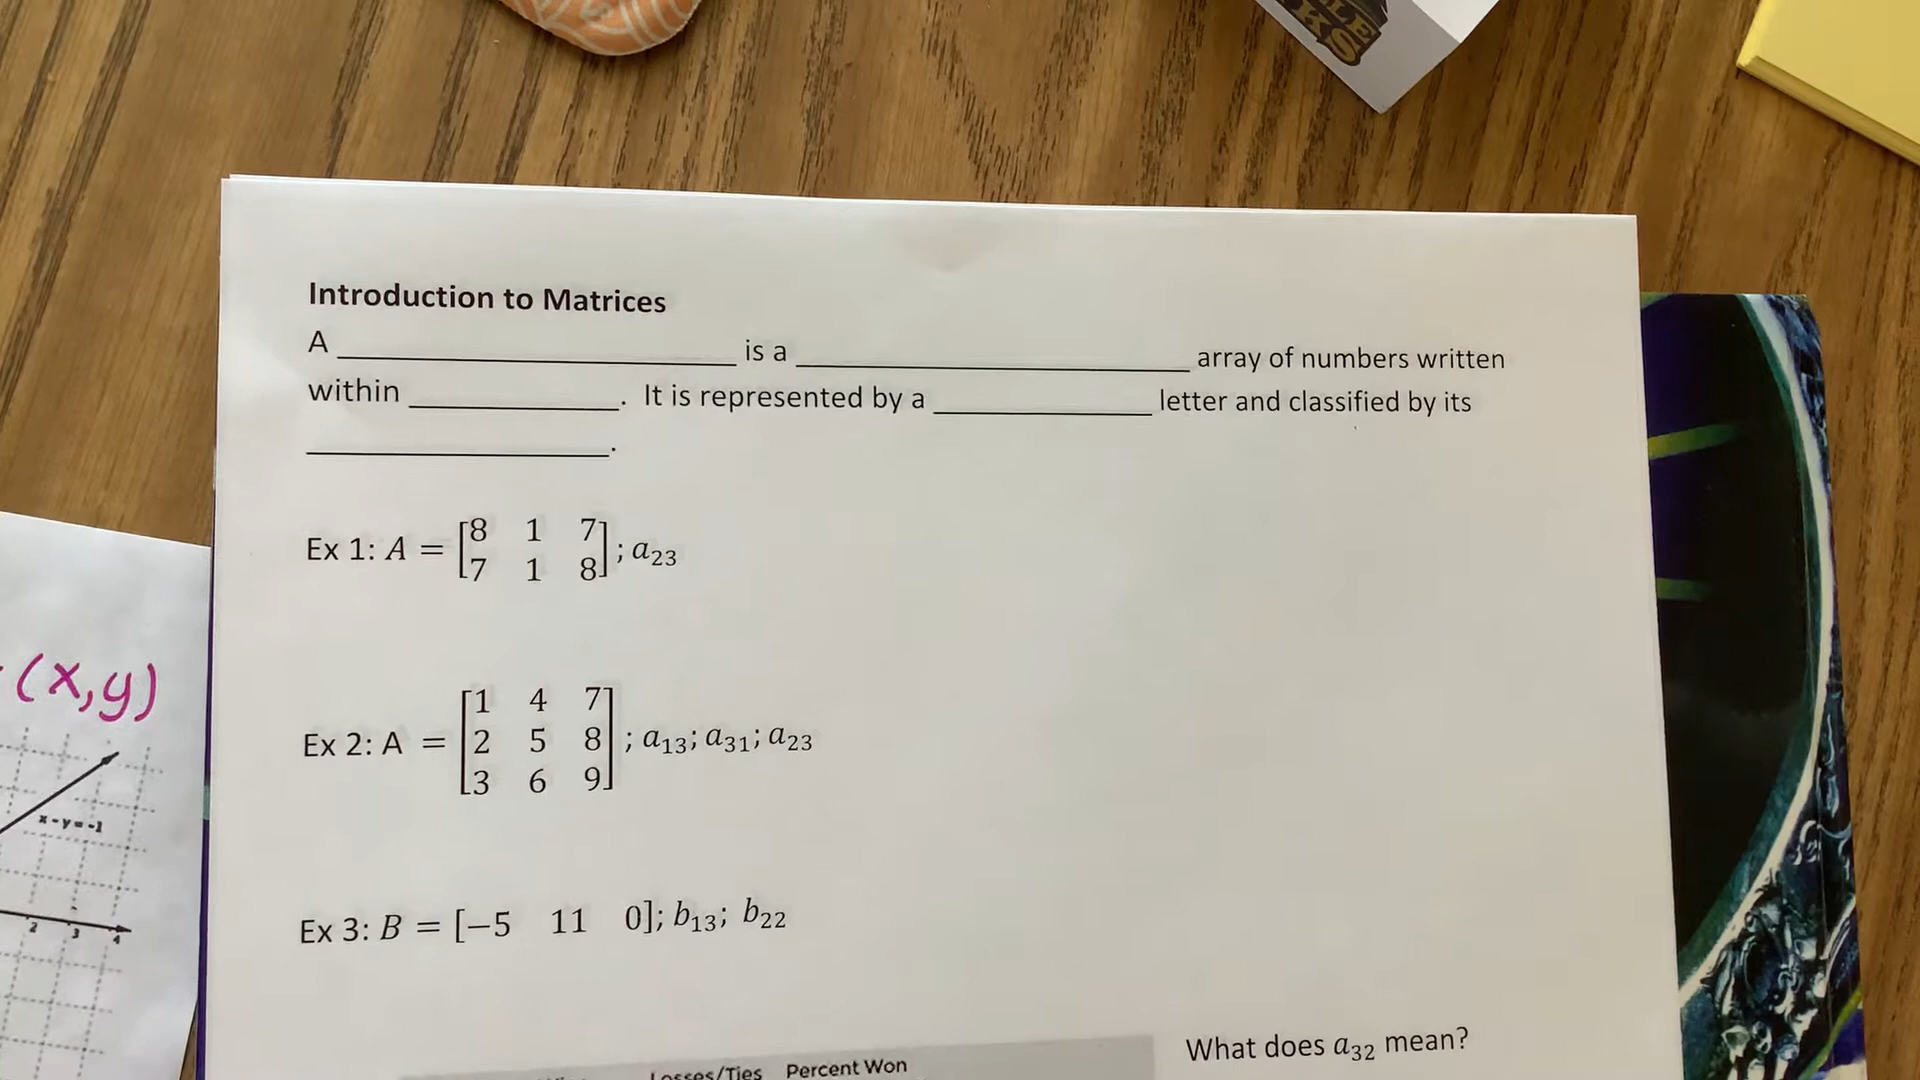 Introduction to Matrices
A ____________ is a ____________ array of numbers written
within ____________. It is represented by a ____________ letter and classified by its
____________.
Ex 1: A = [8 1 7
7 1 8]; a₂₃
Ex 2: A = [1 4 7
2 5 8
3 6 9]; a₁₃; a₃₁; a₂₃
Ex 3: B = [−5 11 0]; b₁₃; b₂₂
What does a₃₂ mean?
Losses/Ties Percent Won
(x,y)
x - y = -1
2 3 4